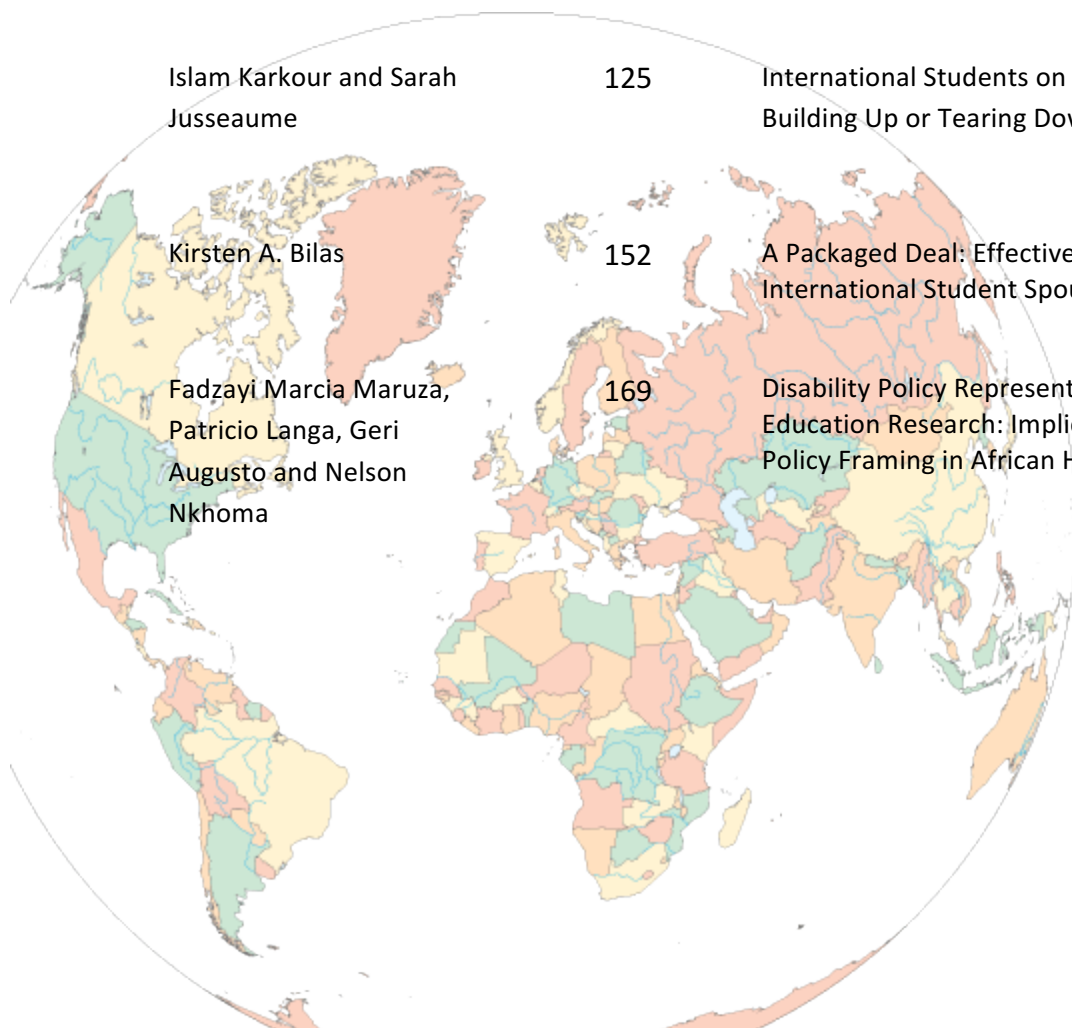 Islam Karkour and Sarah
Jusseaume
125
International Students on
Building Up or Tearing
Kirsten A. Bilas
152
A Packaged Deal: Effective
International Student
Fadzayi Marcia Maruza,
Patricio Langa, Geri
Augusto and Nelson
Nkhoma
169
Disability Policy
Education Research:
Policy Framing in African